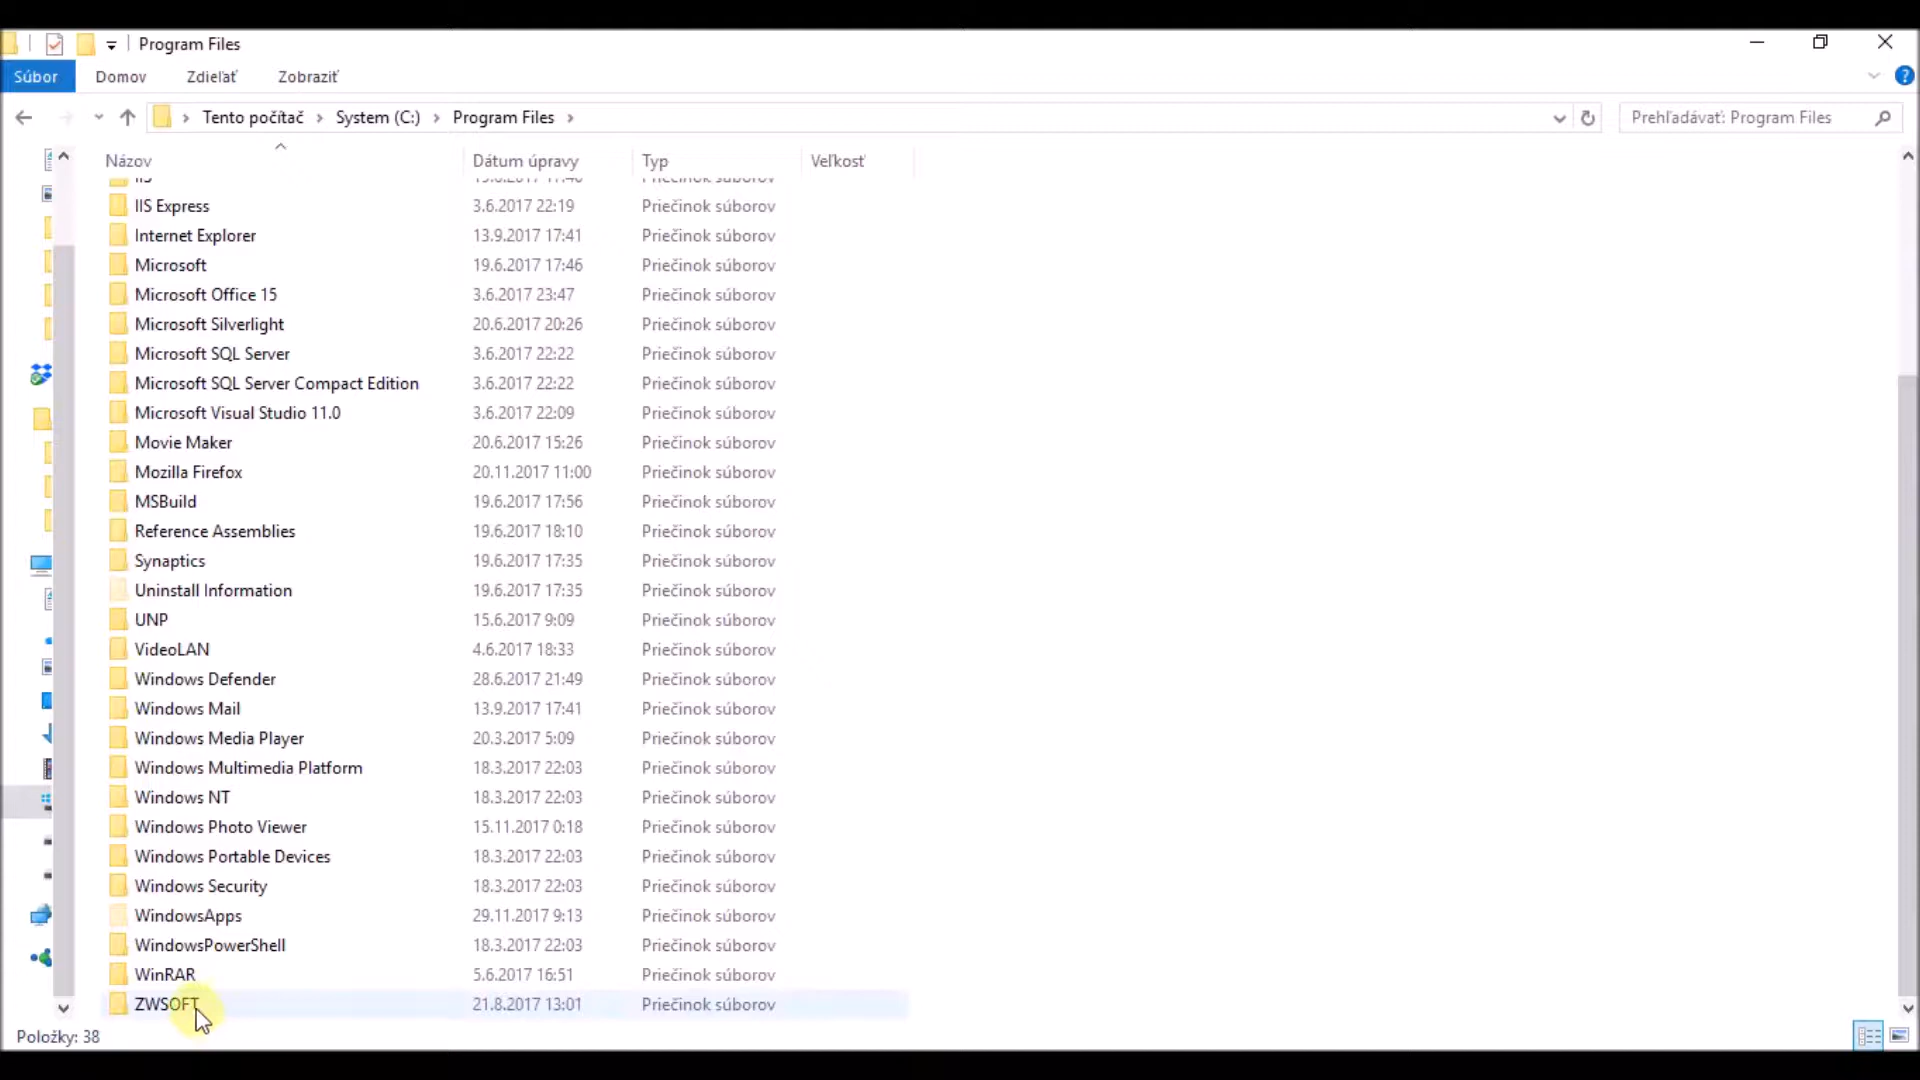 Program Files
Súbor Domov Zdieľať Zobraziť
Tento počítač System (C:) Program Files Prehľadávať: Program Files
Názov Dátum úpravy Typ Veľkosť
IIS 19.6.2017 17:46 Priečinok súborov
IIS Express 3.6.2017 22:19 Priečinok súborov
Internet Explorer 13.9.2017 17:41 Priečinok súborov
Microsoft 19.6.2017 17:46 Priečinok súborov
Microsoft Office 15 3.6.2017 23:47 Priečinok súborov
Microsoft Silverlight 20.6.2017 20:26 Priečinok súborov
Microsoft SQL Server 3.6.2017 22:22 Priečinok súborov
Microsoft SQL Server Compact Edition 3.6.2017 22:22 Priečinok súborov
Microsoft Visual Studio 11.0 3.6.2017 22:09 Priečinok súborov
Movie Maker 20.6.2017 15:26 Priečinok súborov
Mozilla Firefox 20.11.2017 11:00 Priečinok súborov
MSBuild 19.6.2017 17:56 Priečinok súborov
Reference Assemblies 19.6.2017 18:10 Priečinok súborov
Synaptics 19.6.2017 17:35 Priečinok súborov
Uninstall Information 19.6.2017 17:35 Priečinok súborov
UNP 15.6.2017 9:09 Priečinok súborov
VideoLAN 4.6.2017 18:33 Priečinok súborov
Windows Defender 28.6.2017 21:49 Priečinok súborov
Windows Mail 13.9.2017 17:41 Priečinok súborov
Windows Media Player 20.3.2017 5:09 Priečinok súborov
Windows Multimedia Platform 18.3.2017 22:03 Priečinok súborov
Windows NT 18.3.2017 22:03 Priečinok súborov
Windows Photo Viewer 15.11.2017 0:18 Priečinok súborov
Windows Portable Devices 18.3.2017 22:03 Priečinok súborov
Windows Security 18.3.2017 22:03 Priečinok súborov
WindowsApps 29.11.2017 9:13 Priečinok súborov
WindowsPowerShell 18.3.2017 22:03 Priečinok súborov
WinRAR 5.6.2017 16:51 Priečinok súborov
ZWSOFT 21.8.2017 13:01 Priečinok súborov
Položky: 38